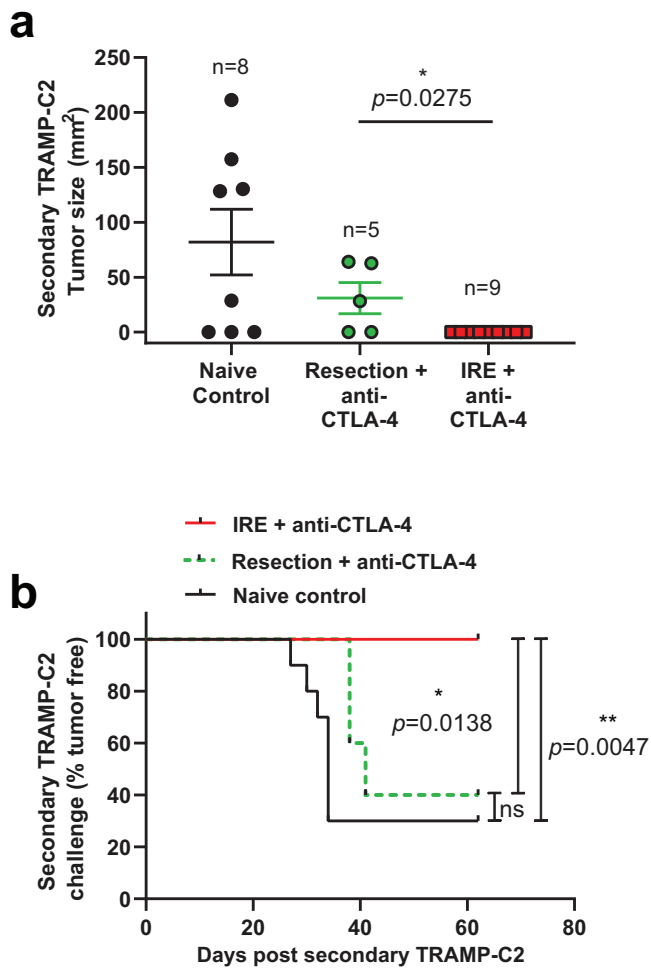 a
Secondary TRAMP-C2
Tumor size (mm²)
250
200
150
100
50
0
n=8
*
p=0.0275
n=5
n=9
Naive
Control
Resection +
anti-
CTLA-4
IRE +
anti-
CTLA-4
IRE + anti-CTLA-4
Resection + anti-CTLA-4
Naive control
b
Secondary TRAMP-C2
challenge (% tumor free)
100
80
60
40
20
0
*
p=0.0138
**
p=0.0047
ns
0 20 40 60 80
Days post secondary TRAMP-C2